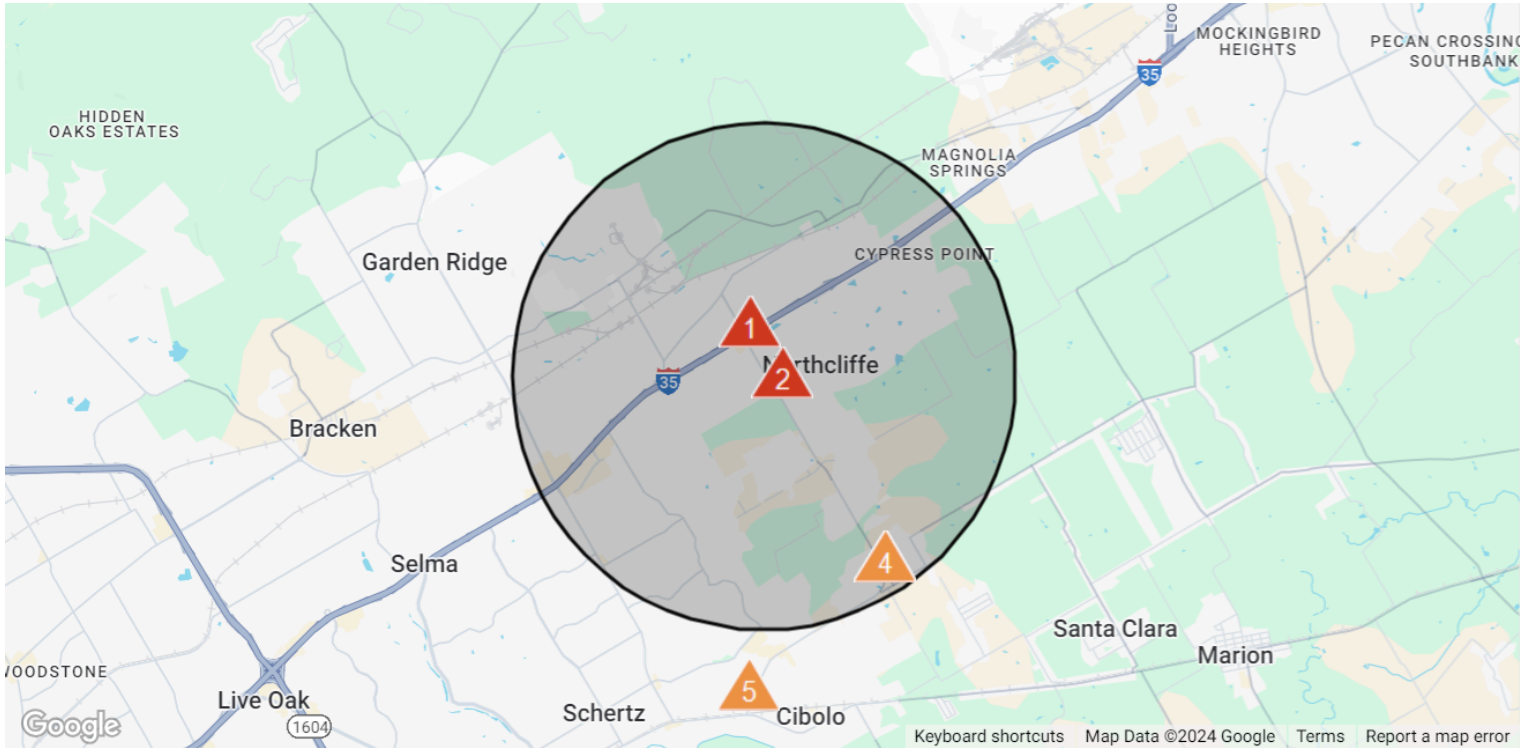 Loo
MOCKINGBIRD
HEIGHTS
PECAN CROSSING
SOUTHBANK
35
HIDDEN
OAKS ESTATES
MAGNOLIA
SPRINGS
CYPRESS POINT
Garden Ridge
1
Northcliffe
2
35
Bracken
Selma
4
Santa Clara
Marion
WOODSTONE
Live Oak
5
Schertz
Cibolo
1604
Google
Keyboard shortcuts
Map Data ©2024 Google
Terms
Report a map error